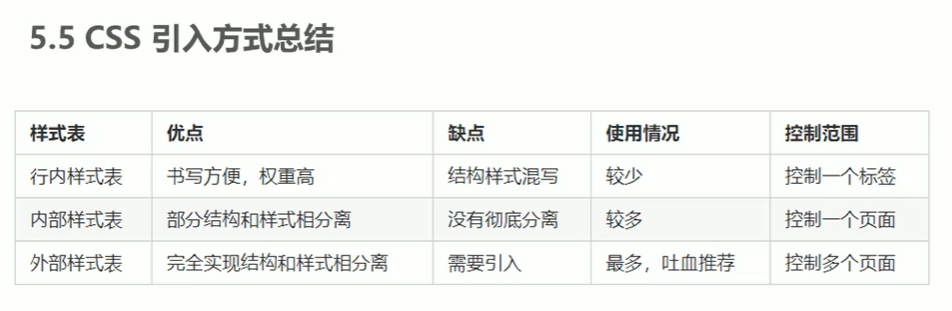 5.5 CSS 引入方式总结
样式表 优点 缺点 使用情况 控制范围
行内样式表 书写方便，权重高 结构样式混写 较少 控制一个标签
内部样式表 部分结构和样式相分离 没有彻底分离 较多 控制一个页面
外部样式表 完全实现结构和样式相分离 需要引入 最多，吐血推荐 控制多个页面